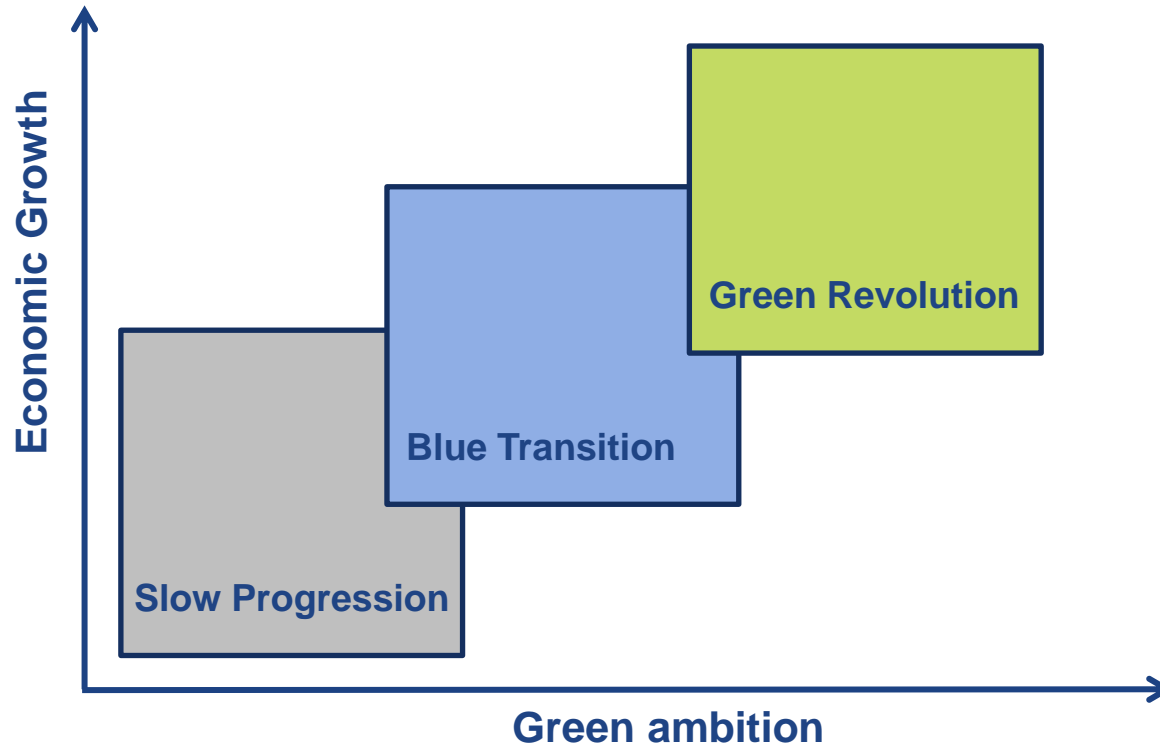 Economic Growth
Green Revolution
Blue Transition
Slow Progression
Green ambition